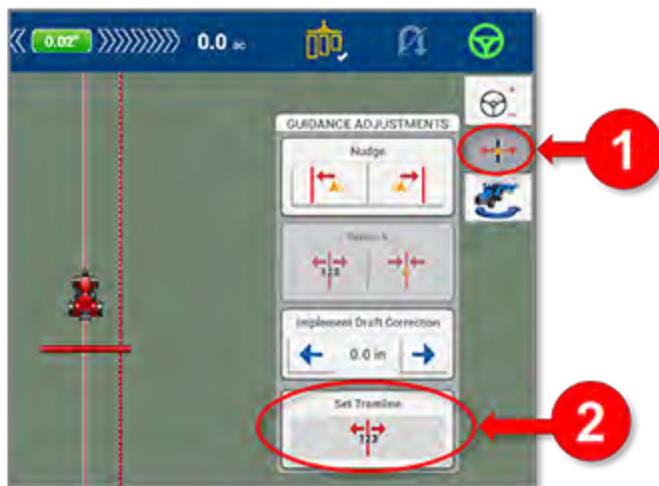 0.02"
0.0 ac
GUIDANCE ADJUSTMENTS
Nudge
A
A
123
Implement Draft Correction
0.0 in
Set Tramline
123
1
2